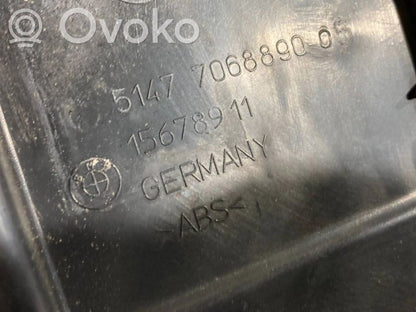 Ovoko
5147 7068890-05
15678911
GERMANY
>ABS<